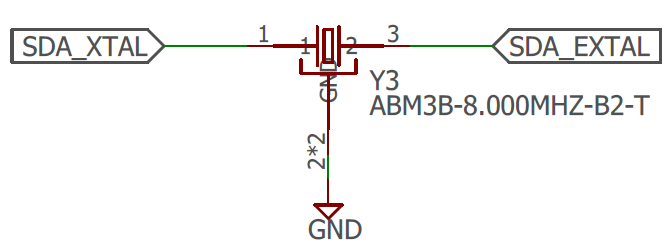 1 3
SDA_XTAL 1 2 SDA_EXTAL
GND
Y3
ABM3B-8.000MHZ-B2-T
2*2
GND